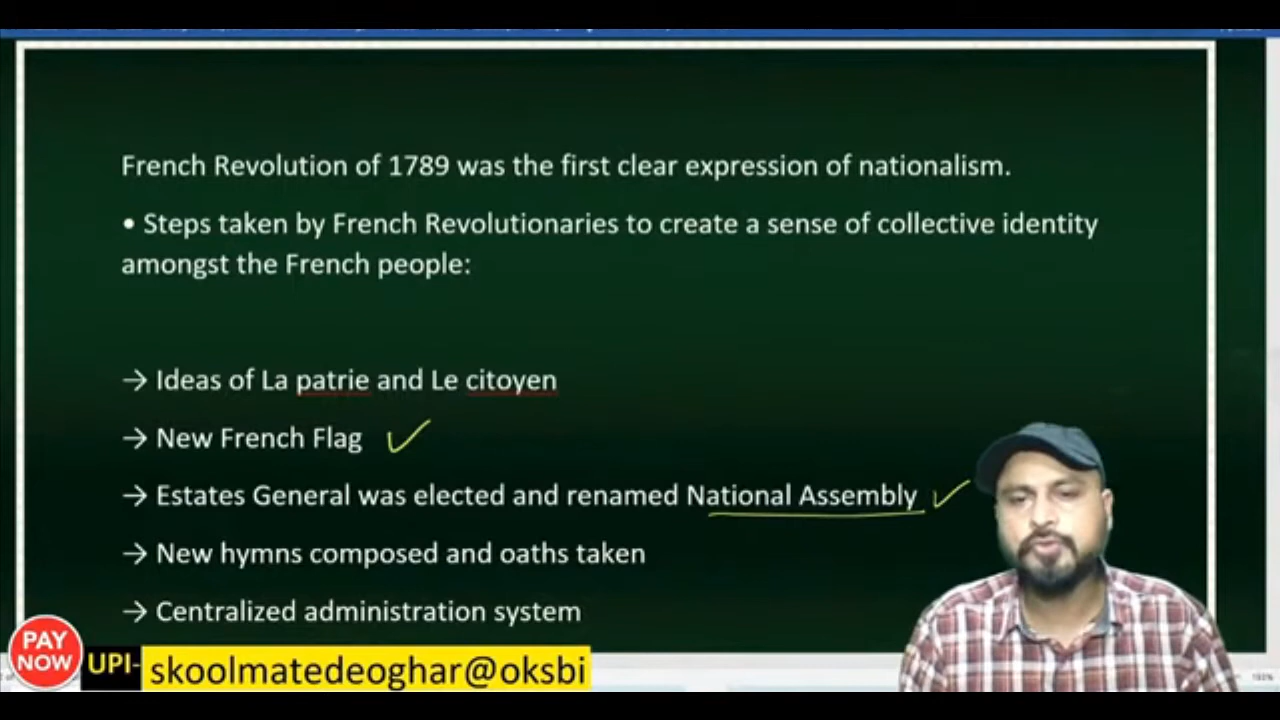 French Revolution of 1789 was the first clear expression of nationalism.
• Steps taken by French Revolutionaries to create a sense of collective identity
amongst the French people:
→ Ideas of La patrie and Le citoyen
→ New French Flag
→ Estates General was elected and renamed National Assembly
→ New hymns composed and oaths taken
→ Centralized administration system
PAY
NOW
UPI-
skoolmatedeoghar@oksbi